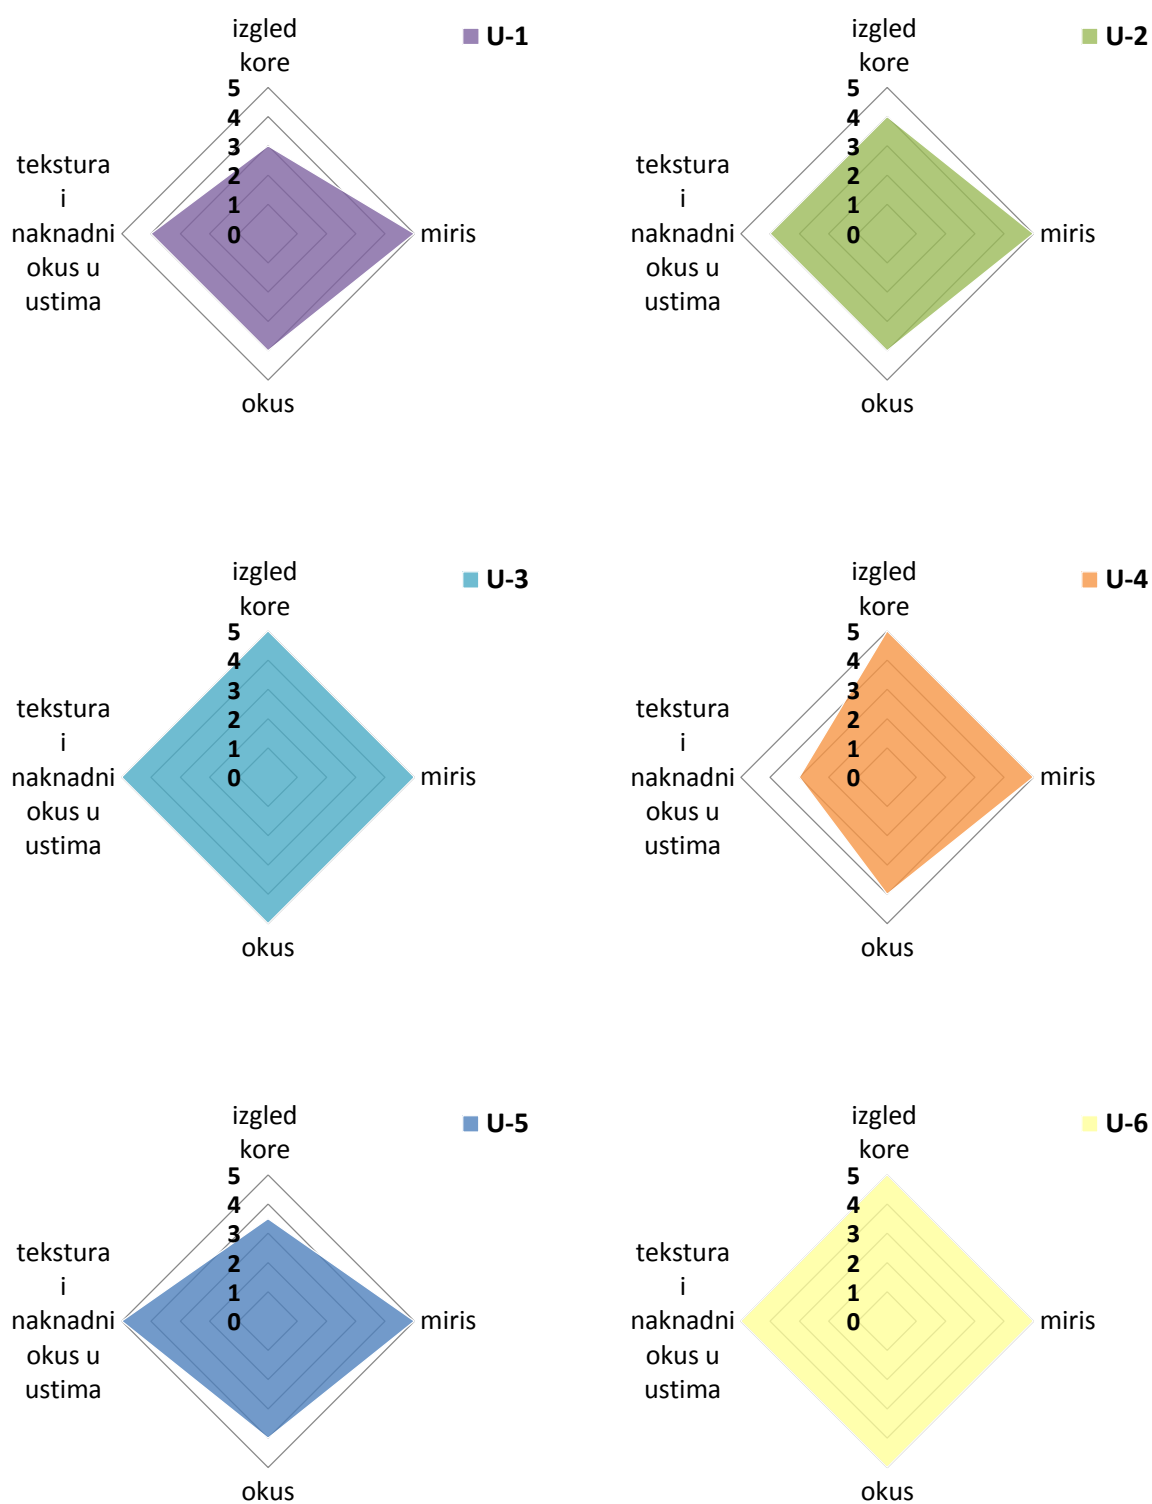 izgled
kore
U-1
5
4
3
2
1
0
tekstura
i
naknadni
okus u
ustima
miris
okus
izgled
kore
U-2
5
4
3
2
1
0
tekstura
i
naknadni
okus u
ustima
miris
okus
izgled
kore
U-3
5
4
3
2
1
0
tekstura
i
naknadni
okus u
ustima
miris
okus
izgled
kore
U-4
5
4
3
2
1
0
tekstura
i
naknadni
okus u
ustima
miris
okus
izgled
kore
U-5
5
4
3
2
1
0
tekstura
i
naknadni
okus u
ustima
miris
okus
izgled
kore
U-6
5
4
3
2
1
0
tekstura
i
naknadni
okus u
ustima
miris
okus